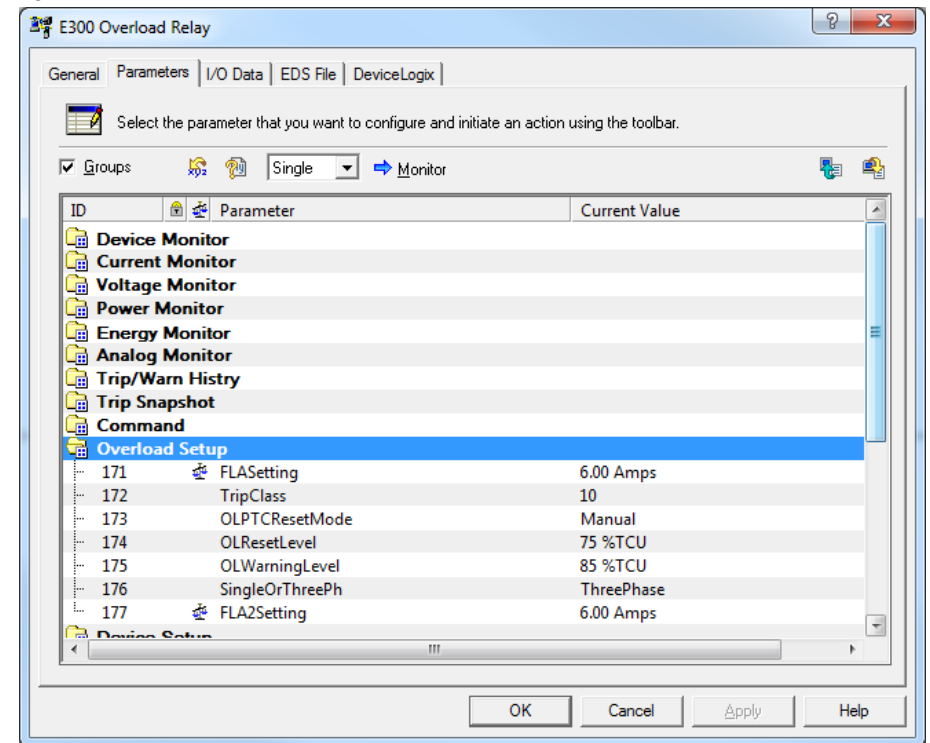 E300 Overload Relay
General Parameters I/O Data EDS File DeviceLogix
Select the parameter that you want to configure and initiate an action using the toolbar.
Groups Single Monitor
ID Parameter Current Value
Device Monitor
Current Monitor
Voltage Monitor
Power Monitor
Energy Monitor
Analog Monitor
Trip/Warn Histry
Trip Snapshot
Command
Overload Setup
171 FLASetting 6.00 Amps
172 TripClass 10
173 OLPTCResetMode Manual
174 OLResetLevel 75 %TCU
175 OLWarningLevel 85 %TCU
176 SingleOrThreePh ThreePhase
177 FLA2Setting 6.00 Amps
Device Setup
OK Cancel Apply Help